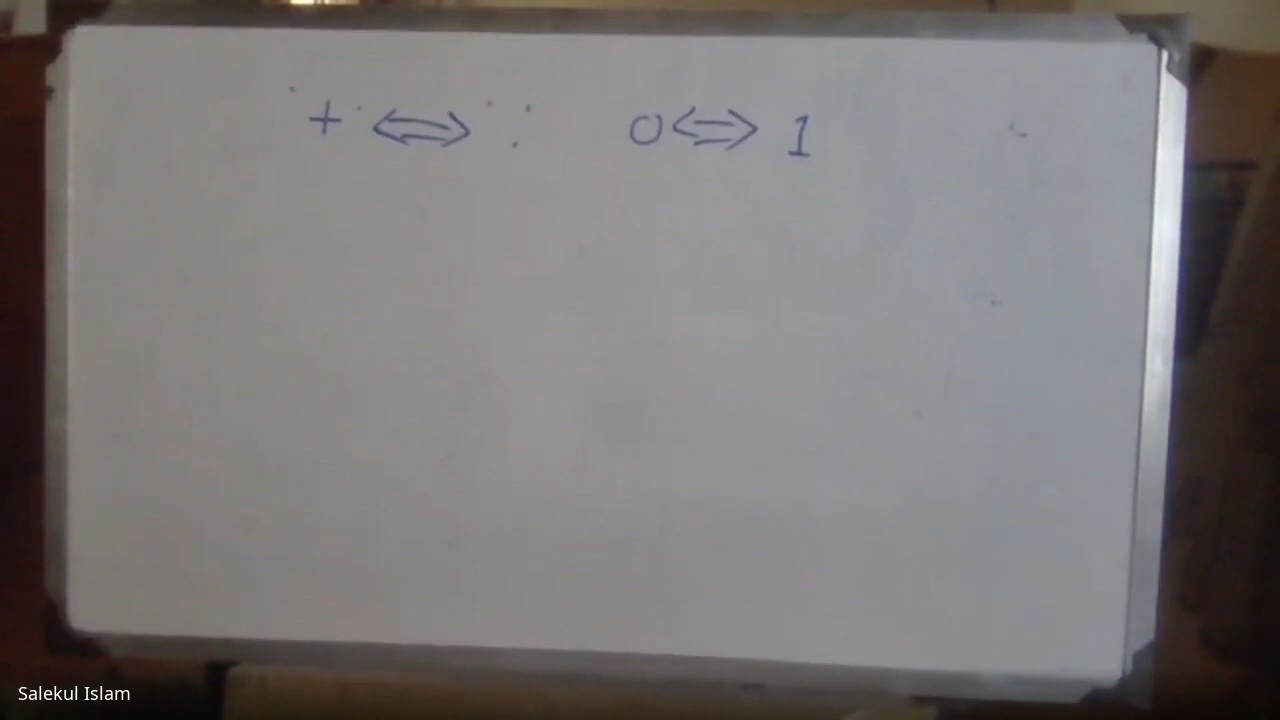 + ⇔ .    0 ⇔ 1
Salekul Islam